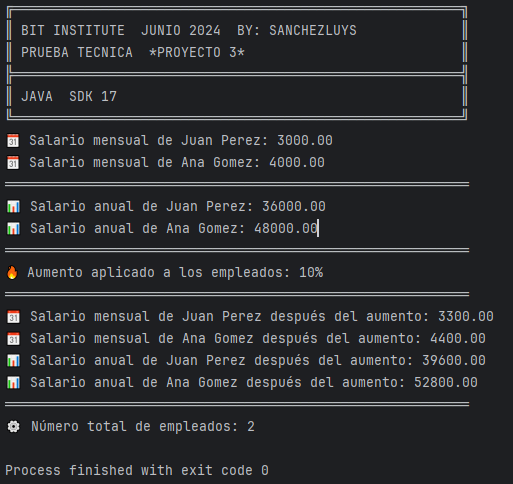 BIT INSTITUTE  JUNIO 2024  BY: SANCHEZLUYS
PRUEBA TECNICA  *PROYECTO 3*
JAVA  SDK 17
📅 Salario mensual de Juan Perez: 3000.00
📅 Salario mensual de Ana Gomez: 4000.00
📊 Salario anual de Juan Perez: 36000.00
📊 Salario anual de Ana Gomez: 48000.00
🔥 Aumento aplicado a los empleados: 10%
📅 Salario mensual de Juan Perez después del aumento: 3300.00
📅 Salario mensual de Ana Gomez después del aumento: 4400.00
📊 Salario anual de Juan Perez después del aumento: 39600.00
📊 Salario anual de Ana Gomez después del aumento: 52800.00
⚙ Número total de empleados: 2
Process finished with exit code 0